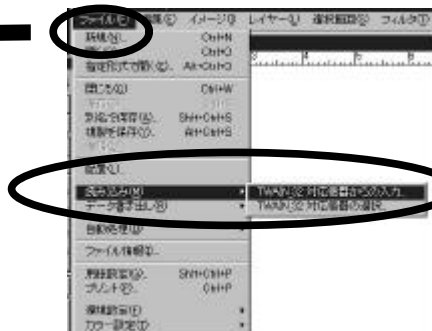 ファイル(F) 編集(E) イメージ(I) レイヤー(L) 選択範囲(S) フィルタ(T)
新規(N)... Ctrl+N
開く(O)... Ctrl+O
指定形式で開く(A)... Alt+Ctrl+O
閉じる(C) Ctrl+W
別名で保存(A)... Shift+Ctrl+S
複製を保存(Y)... Alt+Ctrl+S
配置(L)...
読み込み(M) TWAIN-32 対応機器からの入力...
データ書き出し(R) TWAIN-32 対応機器の選択...
自動処理(U)
ファイル情報(I)...
用紙設定(G)... Shift+Ctrl+P
プリント(P)... Ctrl+P
環境設定(F)
カラー設定(D)